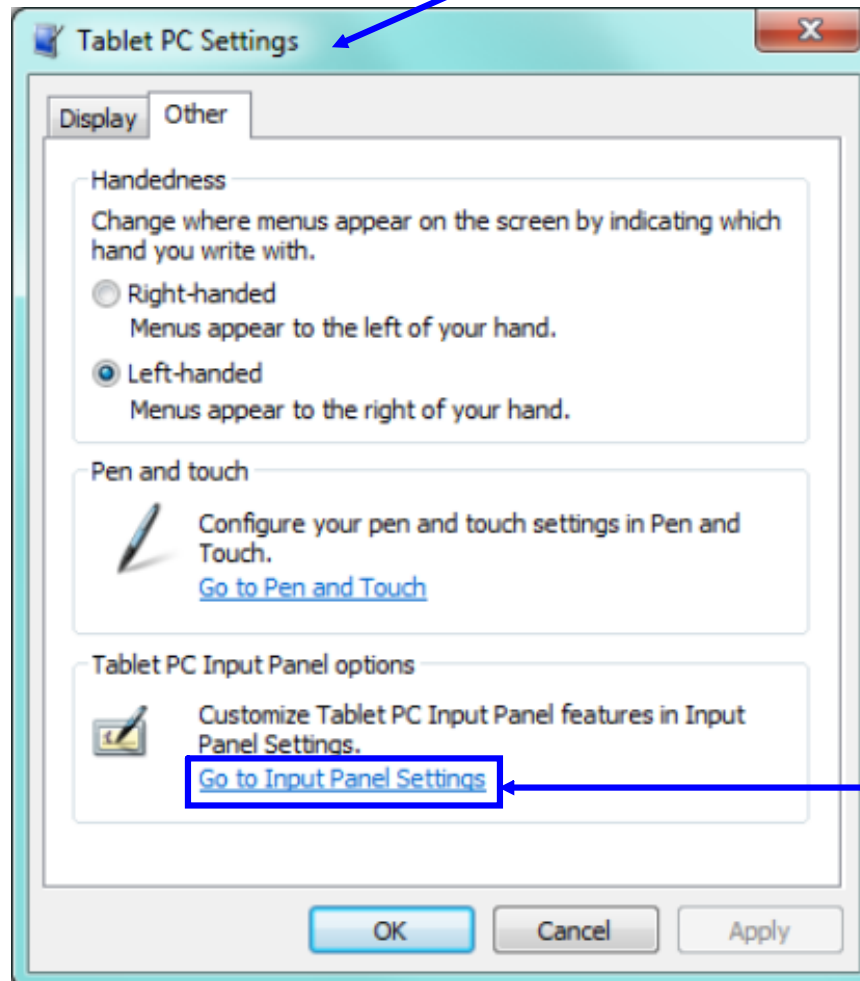 Tablet PC Settings
Display Other
Handedness
Change where menus appear on the screen by indicating which
hand you write with.
Right-handed
Menus appear to the left of your hand.
Left-handed
Menus appear to the right of your hand.
Pen and touch
Configure your pen and touch settings in Pen and
Touch.
Go to Pen and Touch
Tablet PC Input Panel options
Customize Tablet PC Input Panel features in Input
Panel Settings.
Go to Input Panel Settings
OK Cancel Apply